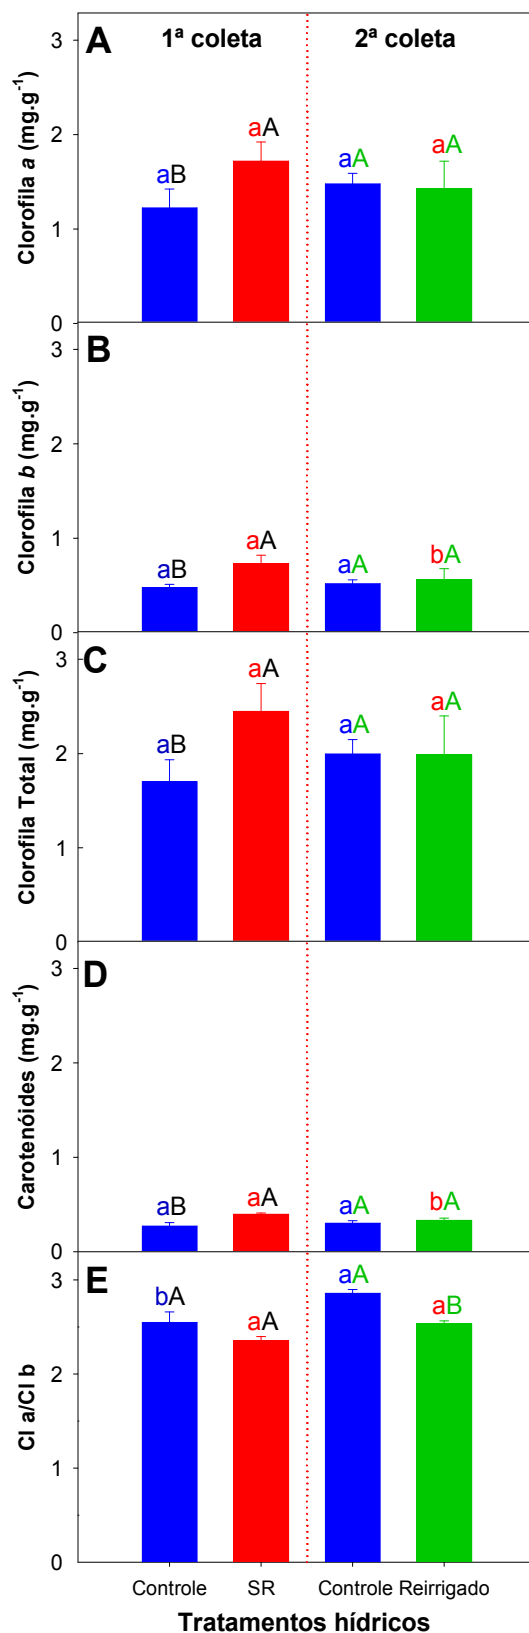 A 1ª coleta 2ª coleta
Clorofila a (mg.g⁻¹)
3
2
1
0
aB aA aA aA
B
Clorofila b (mg.g⁻¹)
3
2
1
0
aB aA aA bA
C
Clorofila Total (mg.g⁻¹)
3
2
1
0
aB aA aA aA
D
Carotenóides (mg.g⁻¹)
3
2
1
0
aB aA aA bA
E
Cl a/Cl b
3
2
1
0
bA aA aA aB
Controle SR Controle Reirrigado
Tratamentos hídricos